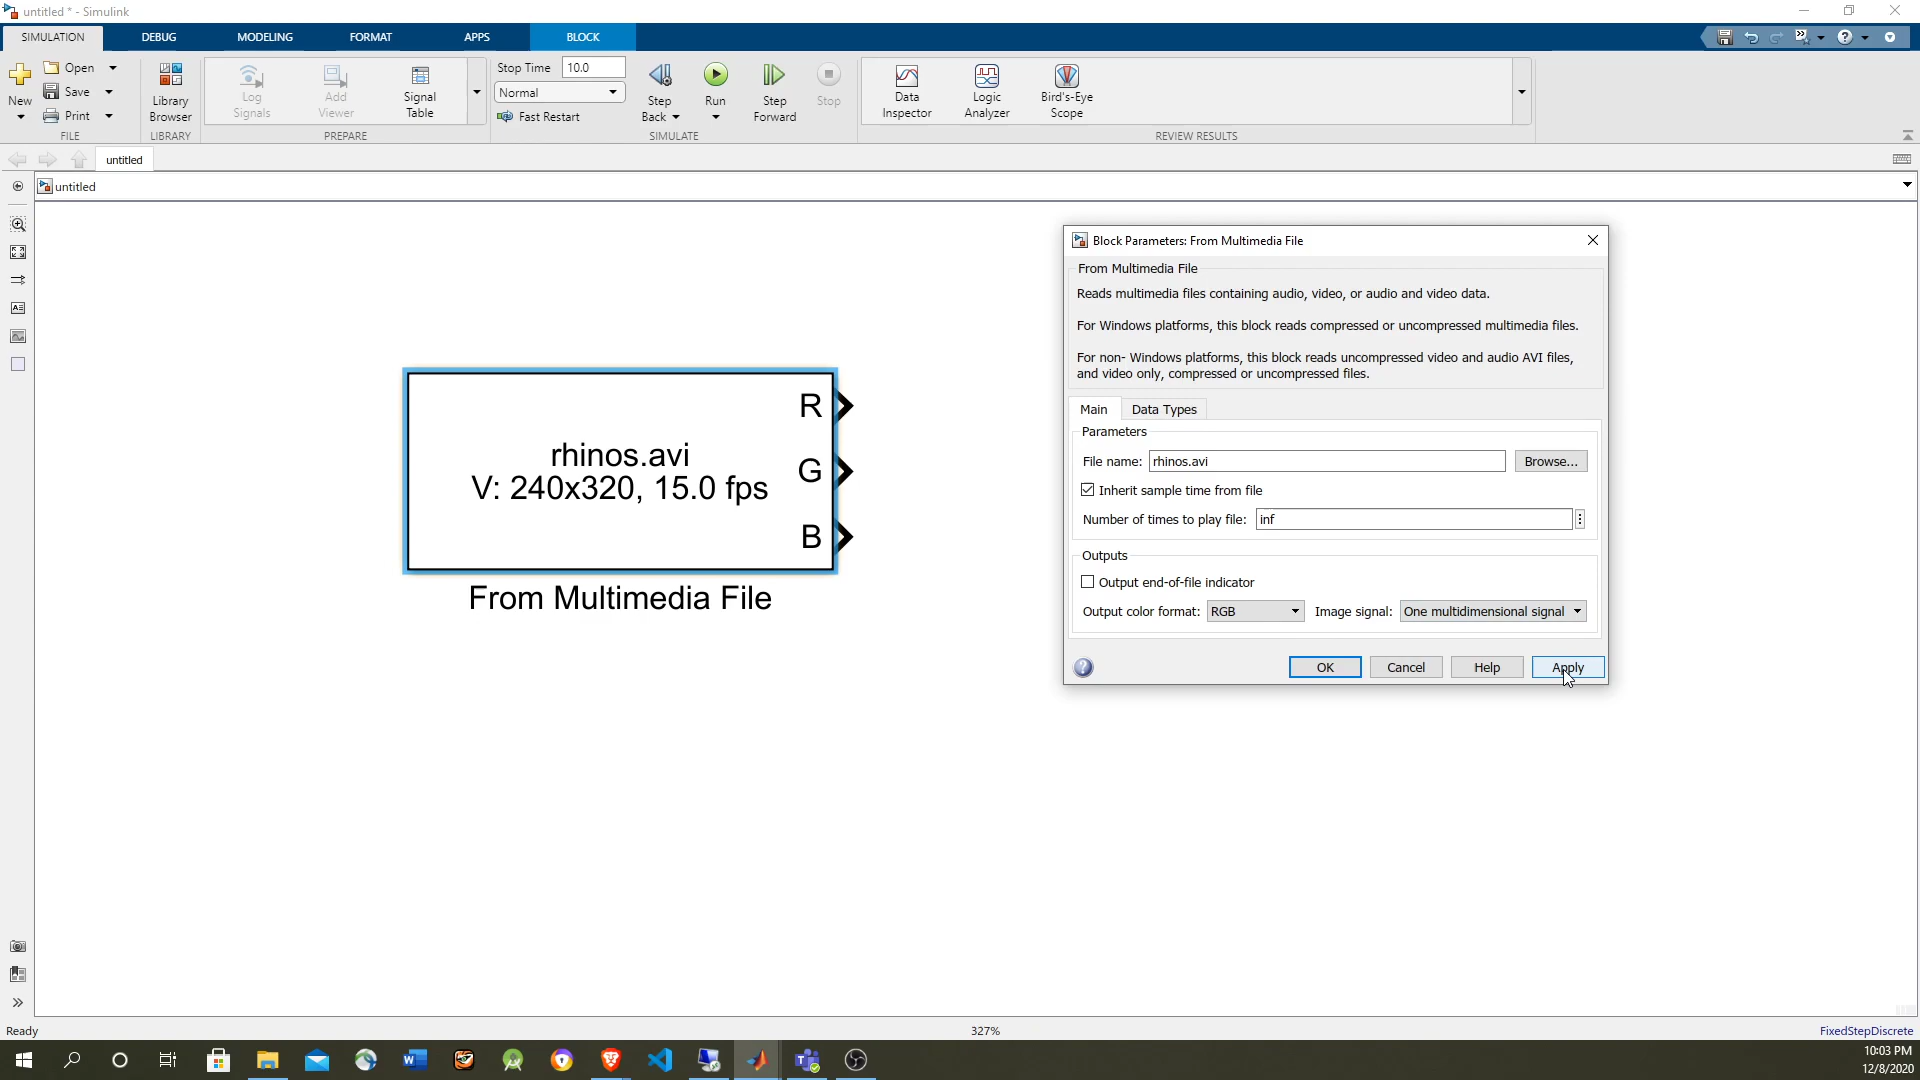 untitled * - Simulink
SIMULATION
DEBUG
MODELING
FORMAT
APPS
BLOCK
New
Open
Save
Print
FILE
Library
Browser
LIBRARY
Log
Signals
Add
Viewer
Signal
Table
PREPARE
Stop Time
10.0
Normal
Fast Restart
Step
Back
Run
Step
Forward
Stop
SIMULATE
Data
Inspector
Logic
Analyzer
Bird's-Eye
Scope
REVIEW RESULTS
untitled
untitled
rhinos.avi
V: 240x320, 15.0 fps
R
G
B
From Multimedia File
Block Parameters: From Multimedia File
From Multimedia File
Reads multimedia files containing audio, video, or audio and video data.
For Windows platforms, this block reads compressed or uncompressed multimedia files.
For non- Windows platforms, this block reads uncompressed video and audio AVI files,
and video only, compressed or uncompressed files.
Main
Data Types
Parameters
File name:
rhinos.avi
Browse...
Inherit sample time from file
Number of times to play file:
inf
Outputs
Output end-of-file indicator
Output color format:
RGB
Image signal:
One multidimensional signal
OK
Cancel
Help
Apply
Ready
327%
FixedStepDiscrete
10:03 PM
12/8/2020